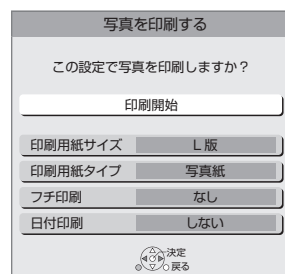 写真を印刷する
この設定で写真を印刷しますか？
印刷開始
印刷用紙サイズ L版
印刷用紙タイプ 写真紙
フチ印刷 なし
日付印刷 しない
決定
戻る